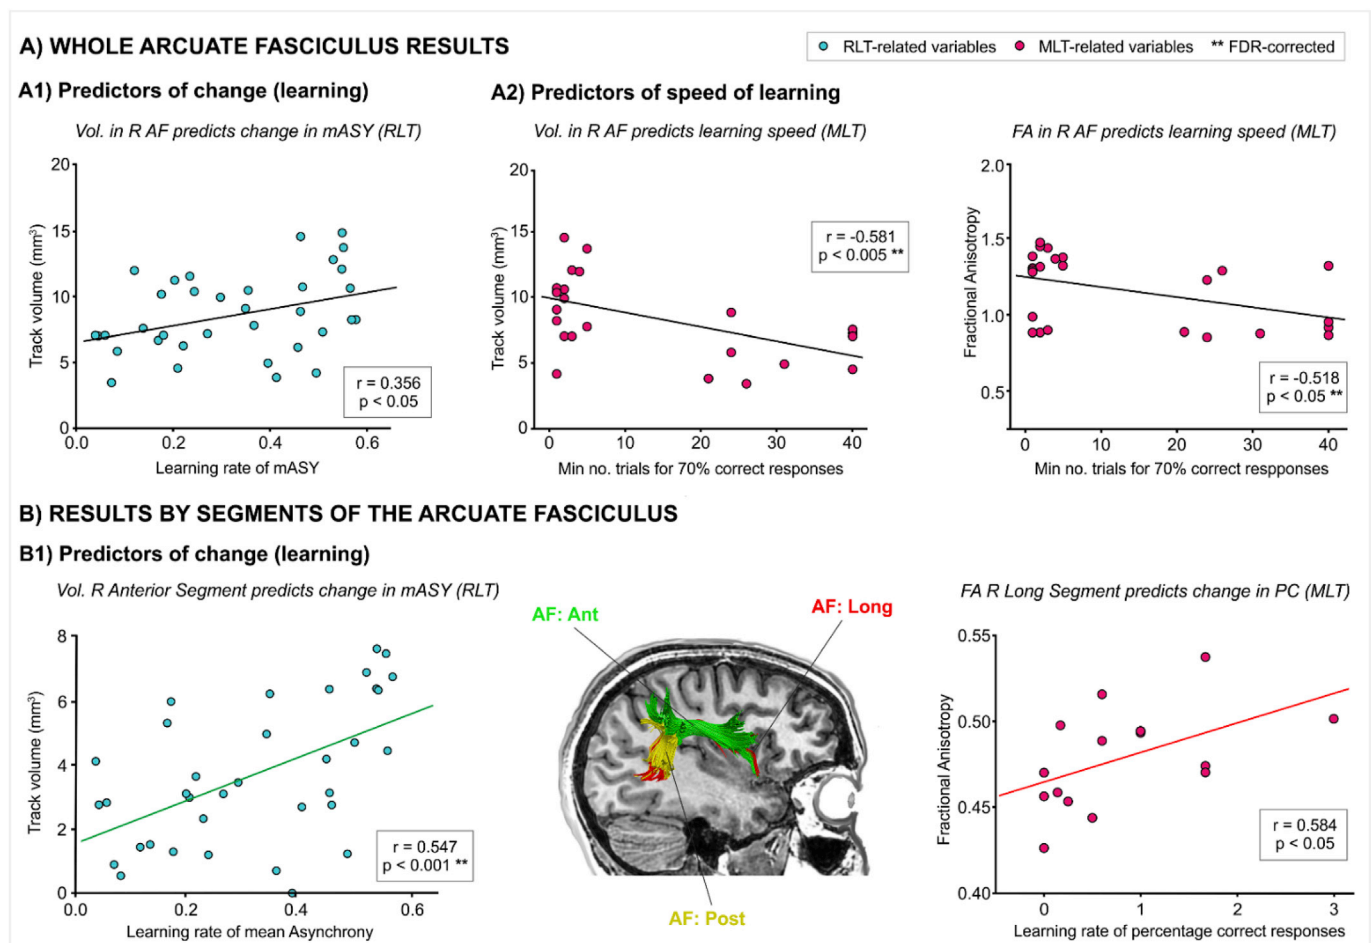 A) WHOLE ARCUATE FASCICULUS RESULTS
RLT-related variables MLT-related variables ** FDR-corrected
A1) Predictors of change (learning)
Vol. in R AF predicts change in mASY (RLT)
Track volume (mm³)
20
15
10
5
0
0.0 0.2 0.4 0.6
Learning rate of mASY
r = 0.356
p < 0.05
A2) Predictors of speed of learning
Vol. in R AF predicts learning speed (MLT)
Track volume (mm³)
20
15
10
5
0
0 10 20 30 40
Min no. trials for 70% correct respponses
r = -0.581
p < 0.005 **
FA in R AF predicts learning speed (MLT)
Fractional Anisotropy
2.0
1.5
1.0
0.5
0 10 20 30 40
Min no. trials for 70% correct respponses
r = -0.518
p < 0.05 **
B) RESULTS BY SEGMENTS OF THE ARCUATE FASCICULUS
B1) Predictors of change (learning)
Vol. R Anterior Segment predicts change in mASY (RLT)
Track volume (mm³)
8
6
4
2
0
0.0 0.2 0.4 0.6
Learning rate of mean Asynchrony
r = 0.547
p < 0.001 **
AF: Ant
AF: Long
AF: Post
FA R Long Segment predicts change in PC (MLT)
Fractional Anisotropy
0.55
0.50
0.45
0.40
0 1 2 3
Learning rate of percentage correct responses
r = 0.584
p < 0.05